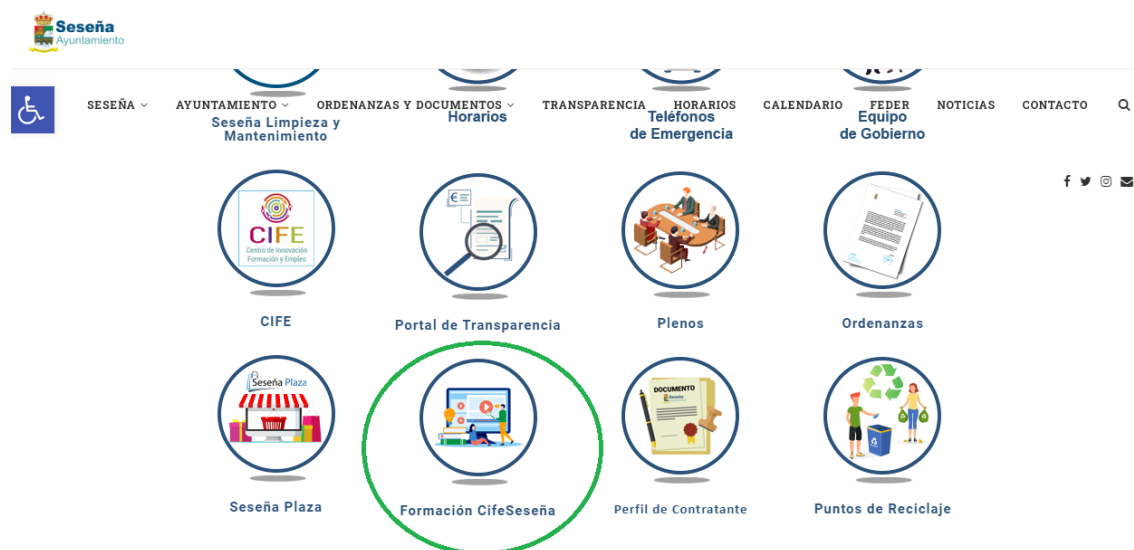 Seseña
Ayuntamiento
SESEÑA
AYUNTAMIENTO
ORDENANZAS Y DOCUMENTOS
TRANSPARENCIA
HORARIOS
CALENDARIO
FEDER
NOTICIAS
CONTACTO
Seseña Limpieza y
Mantenimiento
Horarios
Teléfonos
de Emergencia
Equipo
de Gobierno
CIFE
Centro de Innovación
Formación y Empleo
CIFE
Portal de Transparencia
Plenos
Ordenanzas
Seseña Plaza
DOCUMENTO
Seseña
Seseña Plaza
Formación CifeSeseña
Perfil de Contratante
Puntos de Reciclaje